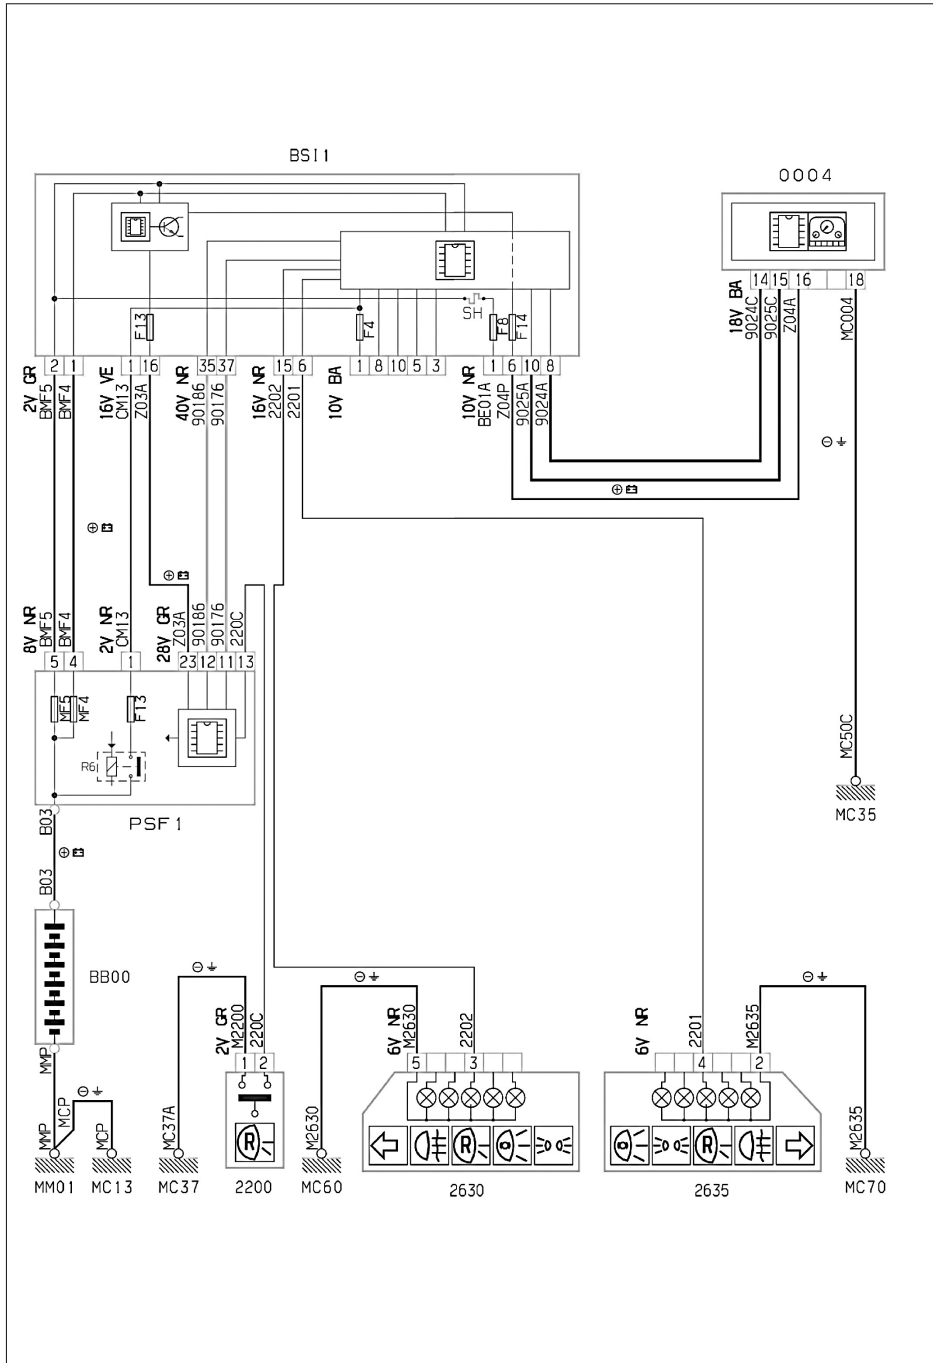 BSI1
0004
F13
F4
SH
F8
F14
2 1
1 16
35 37
15 6
1 8 10 5 3
1 6 10 8
14 15 16 18
2V GR
BMF5
BMF4
16V VE
CM13
Z03A
40V NR
90186
90176
16V NR
2202
2201
10V BA
10V NR
BE01A
Z04P
9025A
9024A
18V BA
9024C
9025C
Z04A
MC004
8V NR
BMF5
BMF4
2V NR
CM13
28V GR
Z03A
90186
90176
220C
5 4
1
23 12 11 13
MF5
MF4
F13
R6
PSF1
MC50C
MC35
B03
B03
BB00
MMP
MMP
MCP
MCP
MC37A
2V GR
M2200
220C
1 2
R
M2630
6V NR
M2630
2202
5 3
R
6V NR
2201
M2635
4 2
R
M2635
MM01
MC13
MC37
2200
MC60
2630
2635
MC70